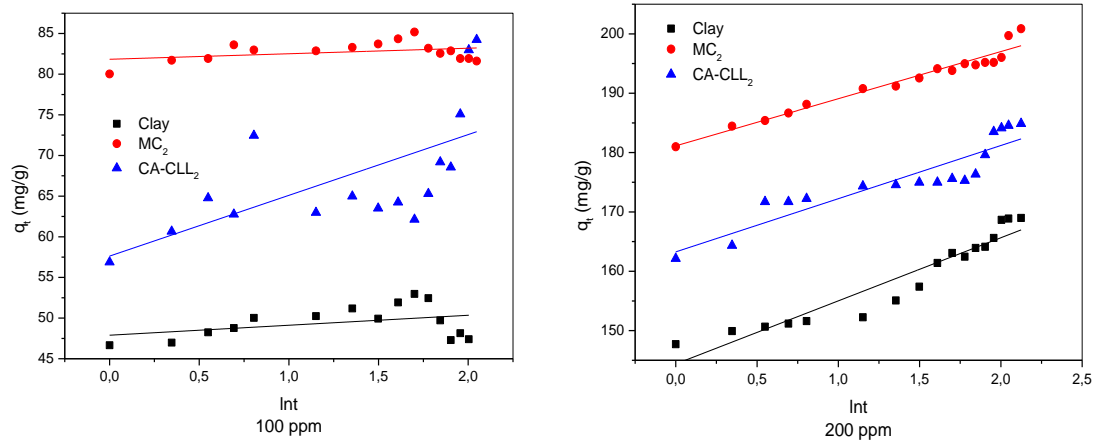 q_t (mg/g)
85
80
75
70
65
60
55
50
45
Clay
MC₂
CA-CLL₂
0,0 0,5 1,0 1,5 2,0
lnt
100 ppm
q_t (mg/g)
200
190
180
170
160
150
Clay
MC₂
CA-CLL₂
0,0 0,5 1,0 1,5 2,0 2,5
lnt
200 ppm